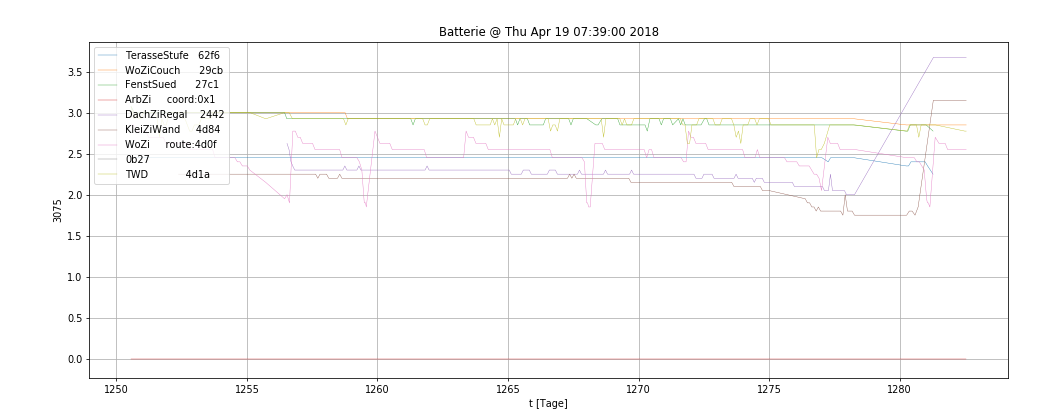 Batterie @ Thu Apr 19 07:39:00 2018
3.5
3.0
2.5
2.0
1.5
1.0
0.5
0.0
3075
TerasseStufe 62f6
WoZiCouch 29cb
FenstSued 27c1
ArbZi coord:0x1
DachZiRegal 2442
KleiZiWand 4d84
WoZi route:4d0f
0b27
TWD 4d1a
1250 1255 1260 1265 1270 1275 1280
t [Tage]